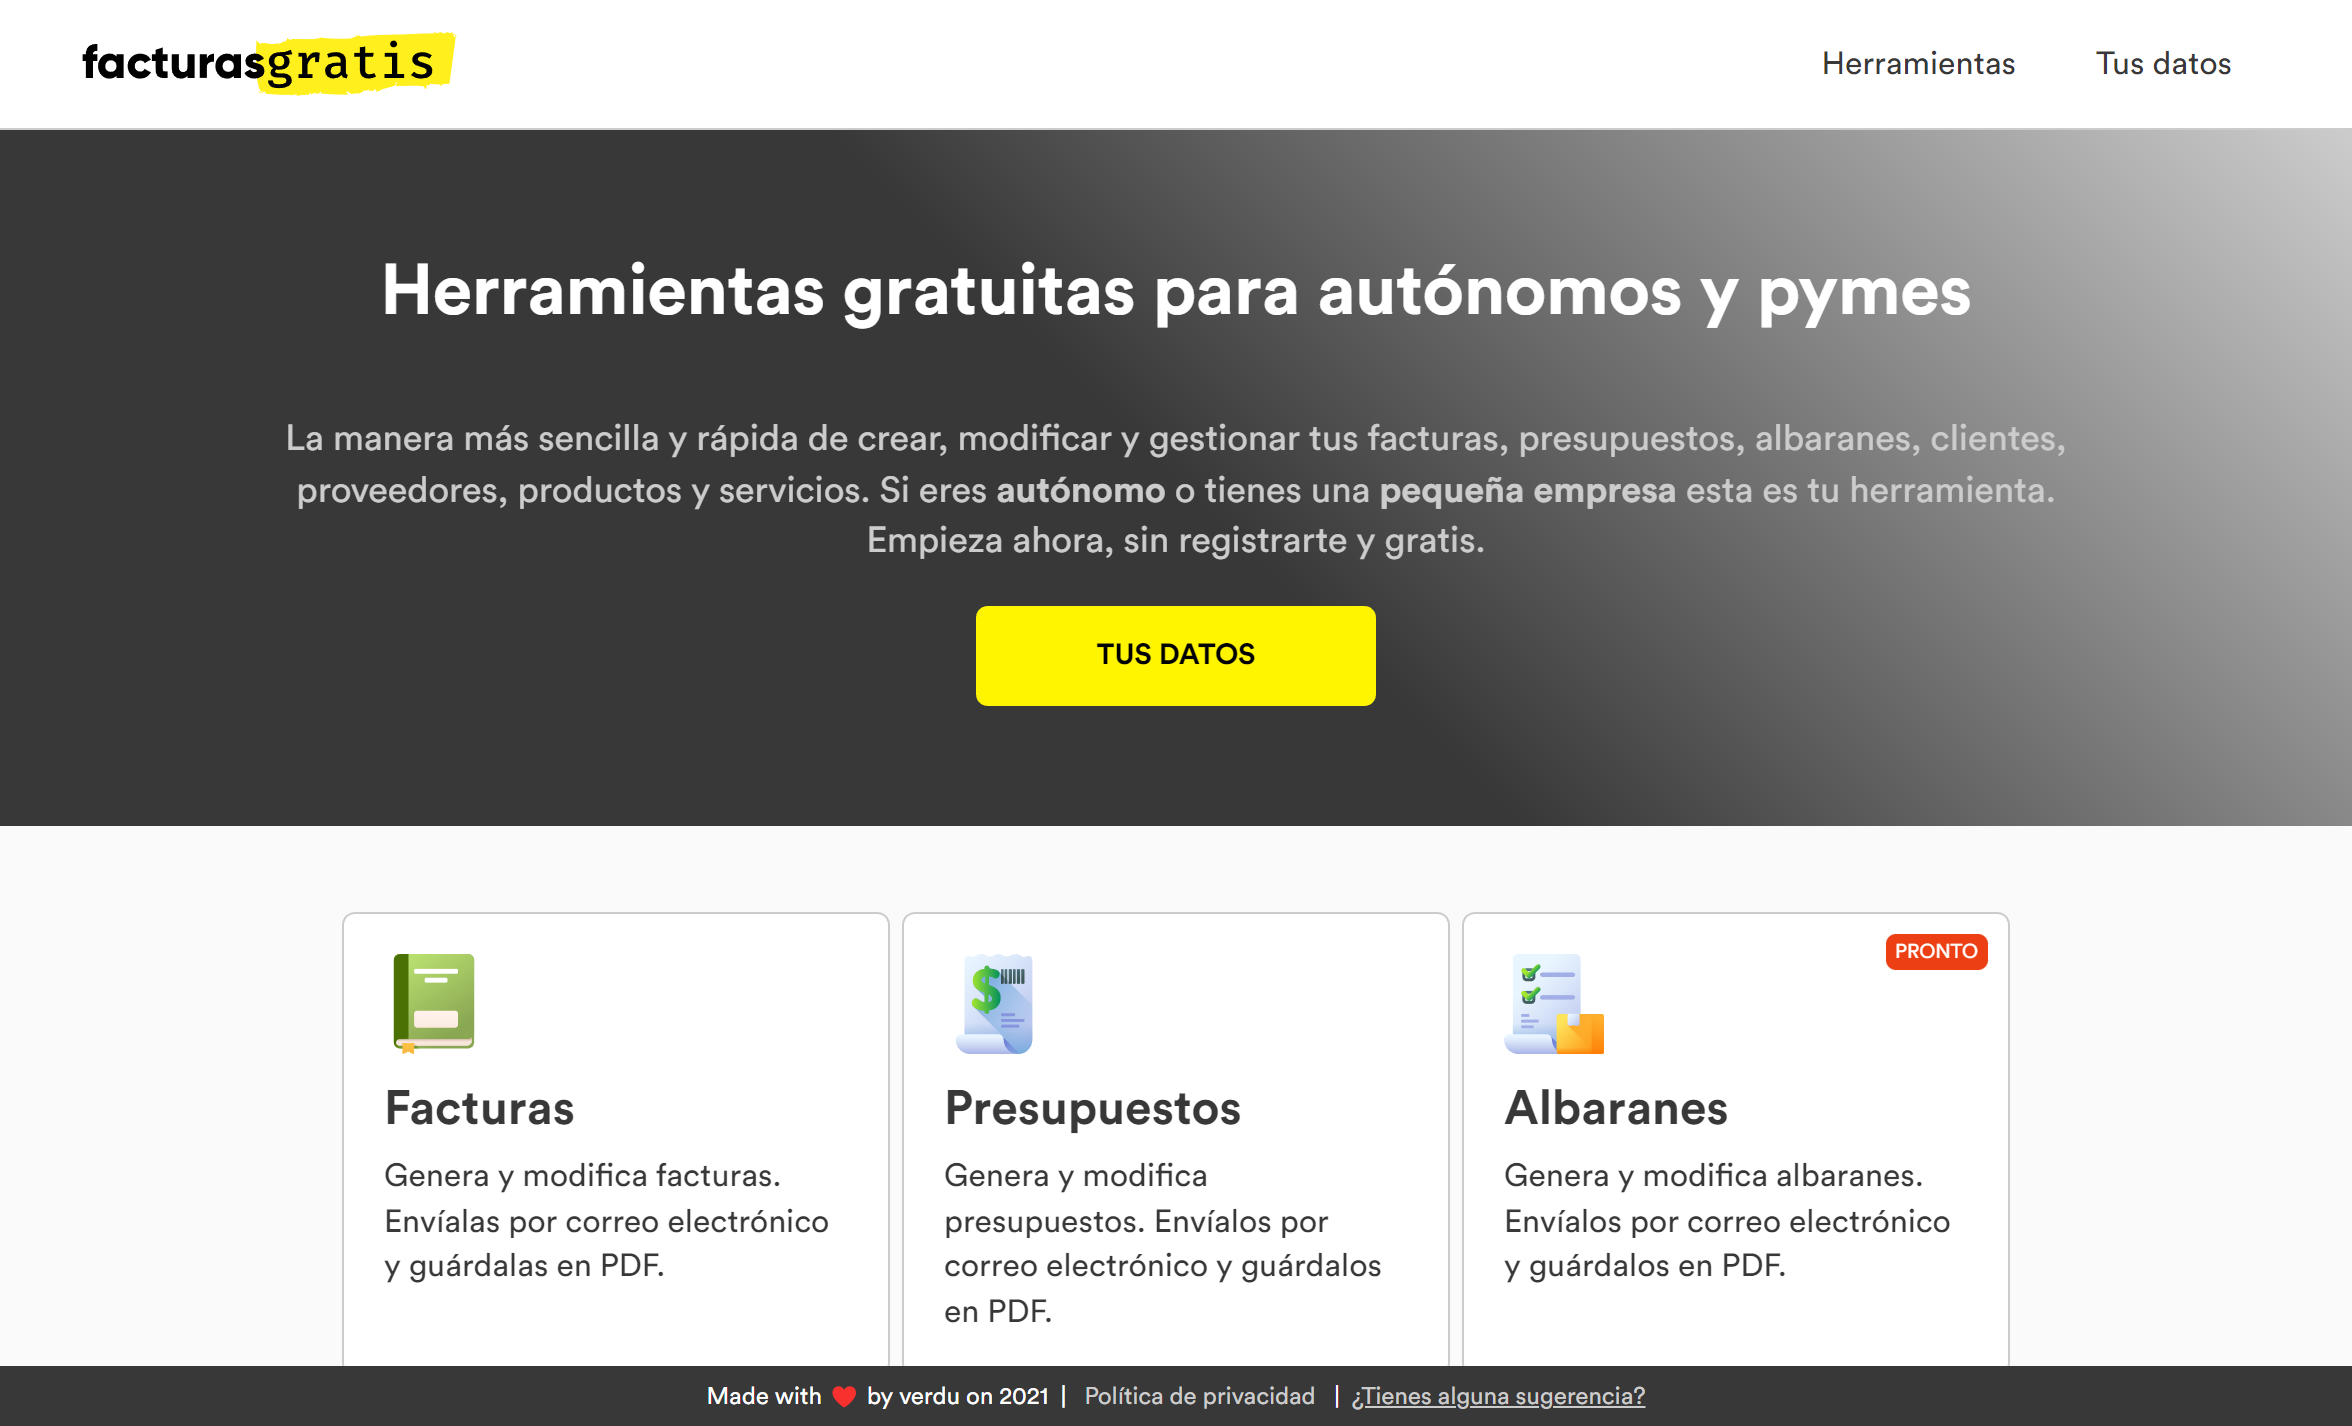 facturasgratis
Herramientas
Tus datos
Herramientas gratuitas para autónomos y pymes
La manera más sencilla y rápida de crear, modificar y gestionar tus facturas, presupuestos, albaranes, clientes,
proveedores, productos y servicios. Si eres autónomo o tienes una pequeña empresa esta es tu herramienta.
Empieza ahora, sin registrarte y gratis.
TUS DATOS
Facturas
Genera y modifica facturas.
Envíalas por correo electrónico
y guárdalas en PDF.
Presupuestos
Genera y modifica
presupuestos. Envíalos por
correo electrónico y guárdalos
en PDF.
PRONTO
Albaranes
Genera y modifica albaranes.
Envíalos por correo electrónico
y guárdalos en PDF.
Made with ❤️ by verdu on 2021 | Política de privacidad | ¿Tienes alguna sugerencia?